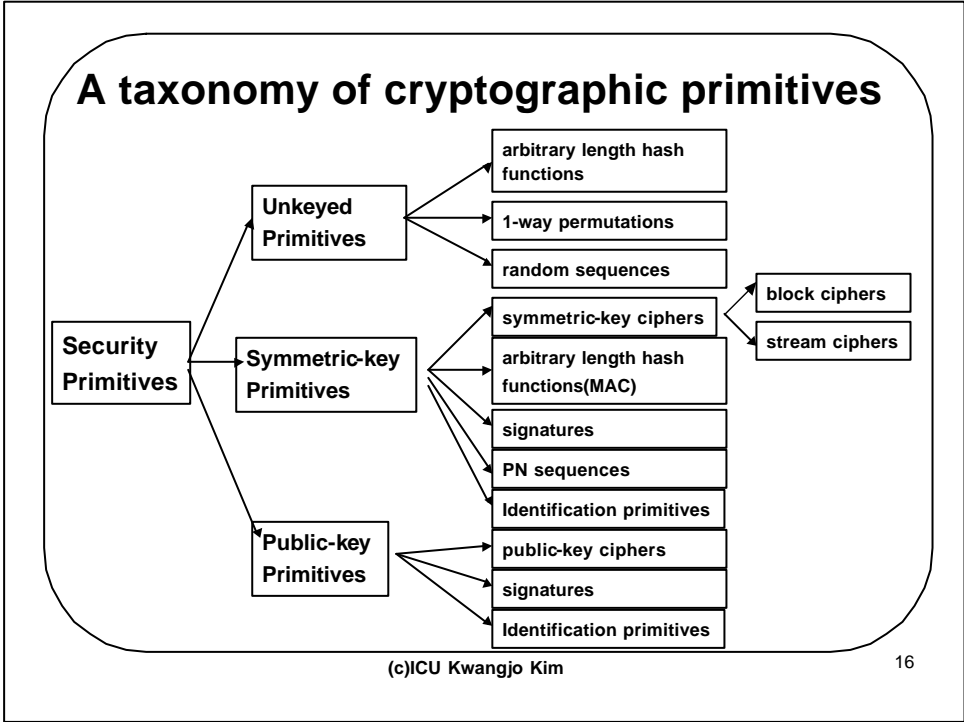 A taxonomy of cryptographic primitives
Security
Primitives
Unkeyed
Primitives
arbitrary length hash
functions
1-way permutations
random sequences
Symmetric-key
Primitives
symmetric-key ciphers
block ciphers
stream ciphers
arbitrary length hash
functions(MAC)
signatures
PN sequences
Identification primitives
Public-key
Primitives
public-key ciphers
signatures
Identification primitives
(c)ICU Kwangjo Kim
16